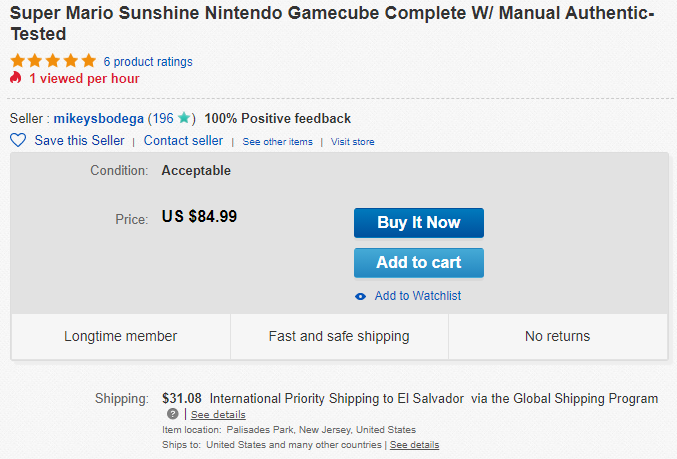 Super Mario Sunshine Nintendo Gamecube Complete W/ Manual Authentic-
Tested
6 product ratings
1 viewed per hour
Seller : mikeysbodega (196 ★) 100% Positive feedback
Save this Seller | Contact seller | See other items | Visit store
Condition: Acceptable
Price: US $84.99
Buy It Now
Add to cart
Add to Watchlist
Longtime member
Fast and safe shipping
No returns
Shipping: $31.08 International Priority Shipping to El Salvador via the Global Shipping Program
? | See details
Item location: Palisades Park, New Jersey, United States
Ships to: United States and many other countries | See details